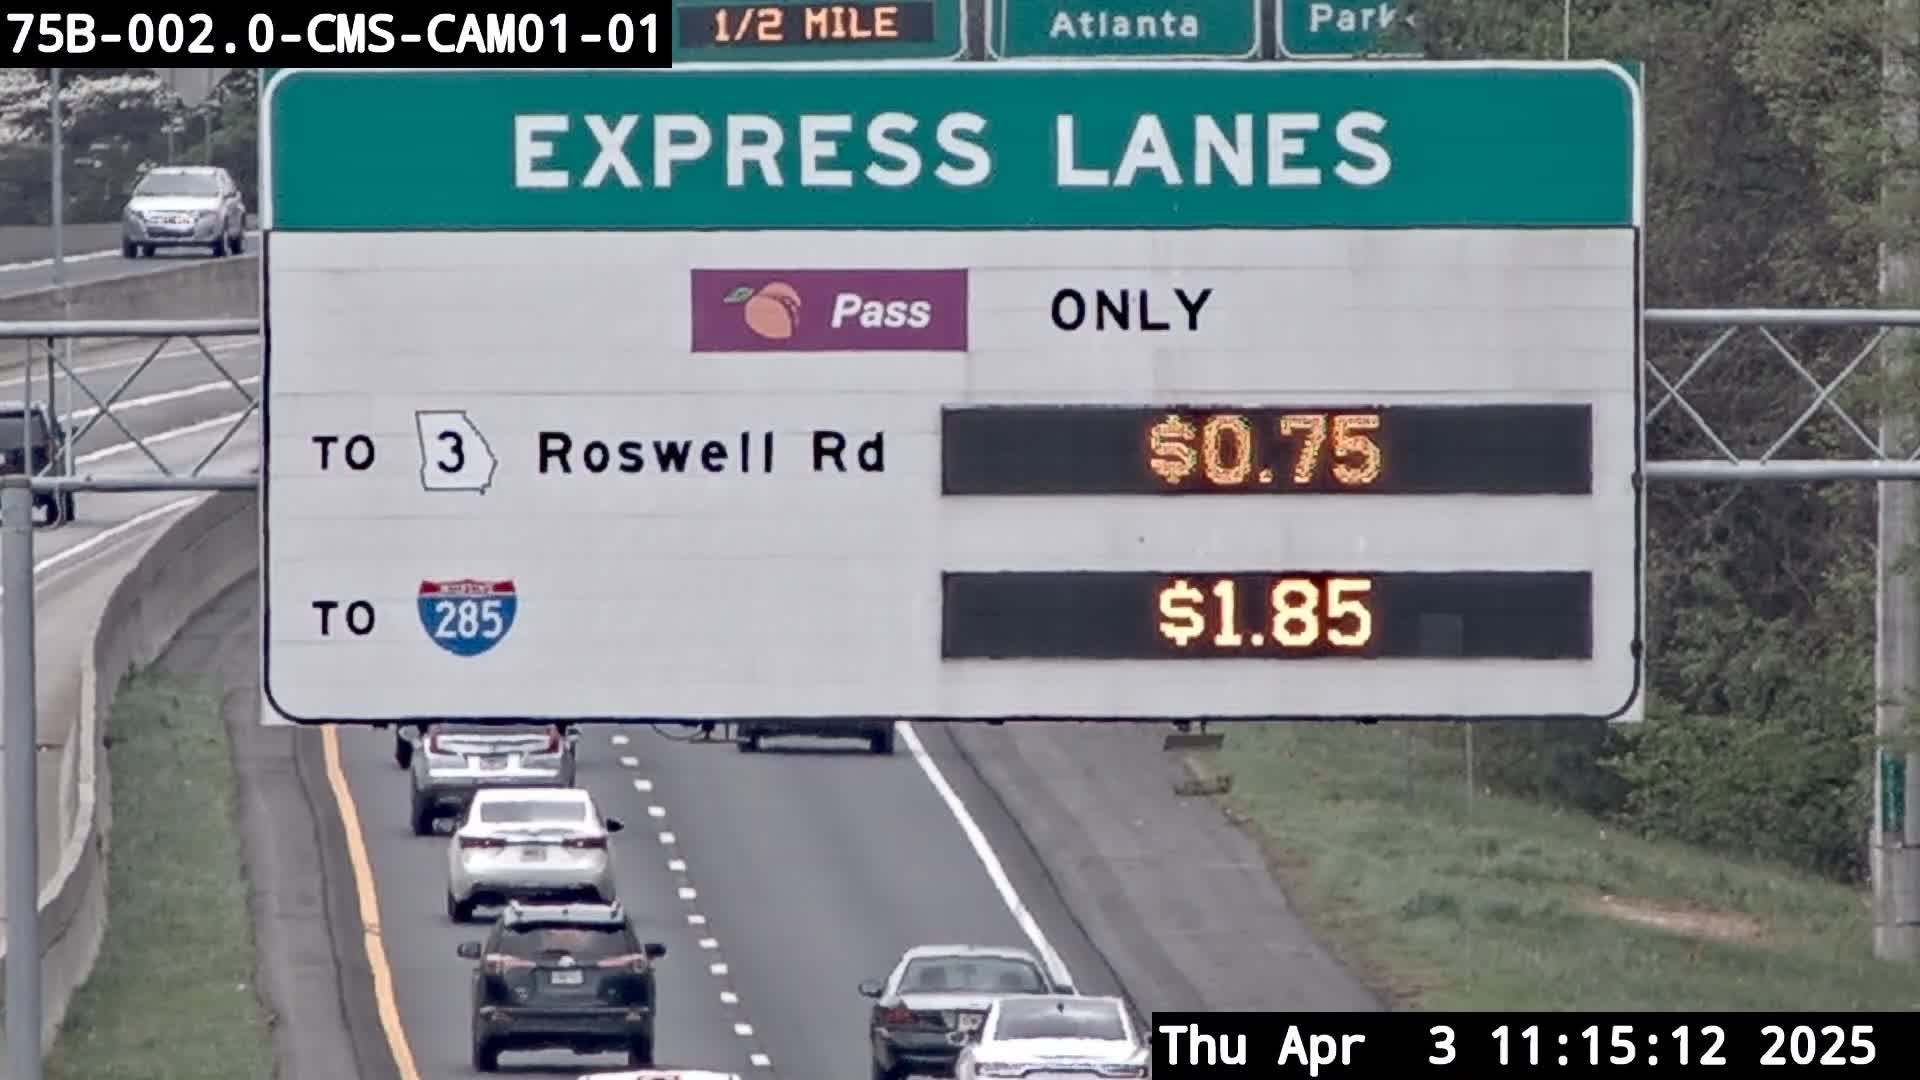 75B-002.0-CMS-CAM01-01
1/2 MILE
Atlanta
Park
EXPRESS LANES
Pass ONLY
TO 3 Roswell Rd $0.75
TO 285 $1.85
Thu Apr 3 11:15:12 2025